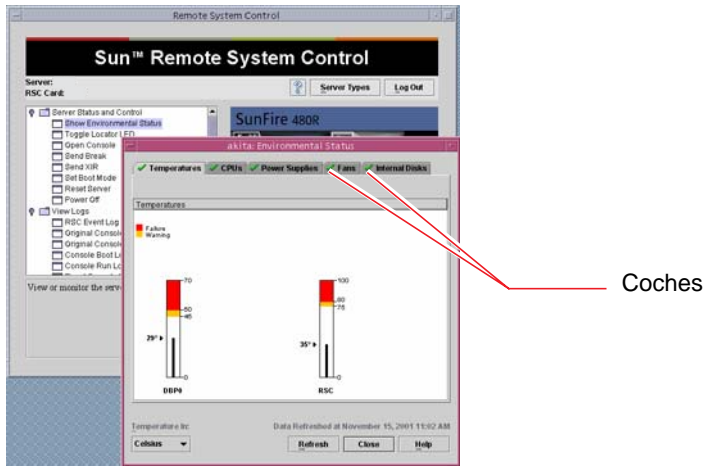 Remote System Control
Sun™ Remote System Control
Server:
RSC Card:
Server Types
Log Out
Server Status and Control
Show Environmental Status
Toggle Locator LED
Open Console
Send Break
Send XIR
Set Boot Mode
Reset Server
Power Off
View Logs
RSC Event Log
Original Consol
Original Console
Console Boot L
Console Run Lo
SunFire 480R
View or monitor the serve
akita: Environmental Status
Temperatures
CPUs
Power Supplies
Fans
Internal Disks
Temperatures
Failure
Warning
70
50
46
29°
0
DBP0
100
80
75
35°
0
RSC
Temperature In:
Data Refreshed at November 15, 2001 11:02 AM
Celsius
Refresh
Close
Help
Coches